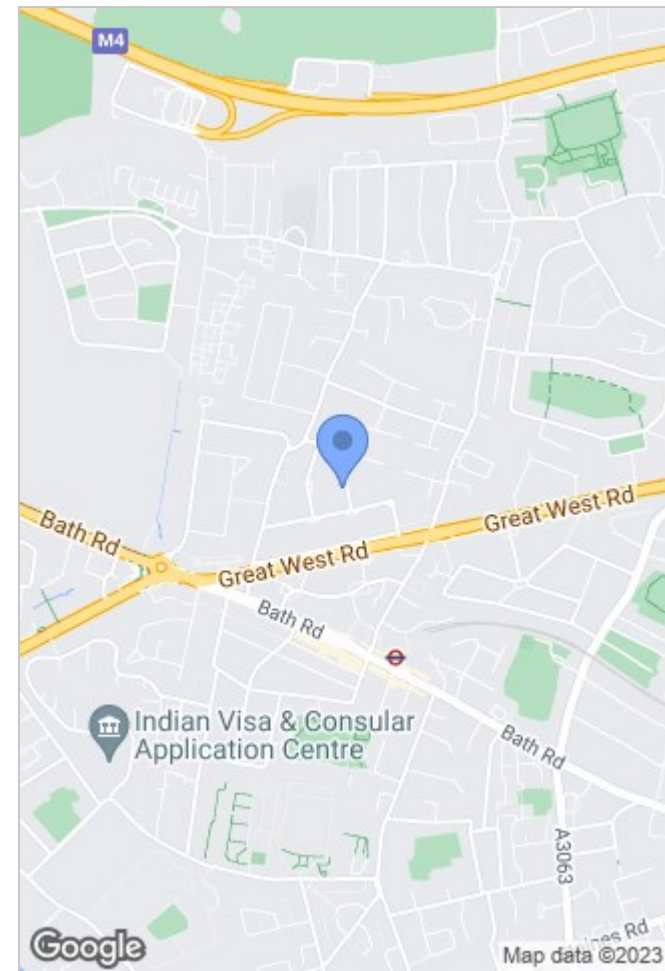 M4
Bath Rd
Great West Rd
Great West Rd
Bath Rd
Indian Visa & Consular
Application Centre
Bath Rd
A3063
Rd
Google
Map data ©2023